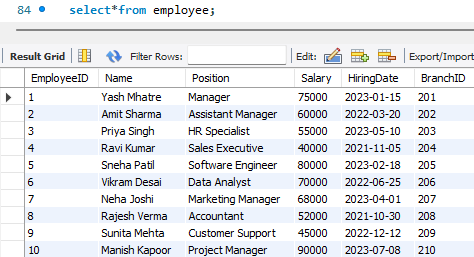 84 select*from employee;
Result Grid Filter Rows: Edit: Export/Import
EmployeeID Name Position Salary HiringDate BranchID
1 Yash Mhatre Manager 75000 2023-01-15 201
2 Amit Sharma Assistant Manager 60000 2022-03-20 202
3 Priya Singh HR Specialist 55000 2023-05-10 203
4 Ravi Kumar Sales Executive 40000 2021-11-05 204
5 Sneha Patil Software Engineer 80000 2023-02-18 205
6 Vikram Desai Data Analyst 70000 2022-06-25 206
7 Neha Joshi Marketing Manager 68000 2023-04-01 207
8 Rajesh Verma Accountant 52000 2021-10-30 208
9 Sunita Mehta Customer Support 45000 2022-12-12 209
10 Manish Kapoor Project Manager 90000 2023-07-08 210